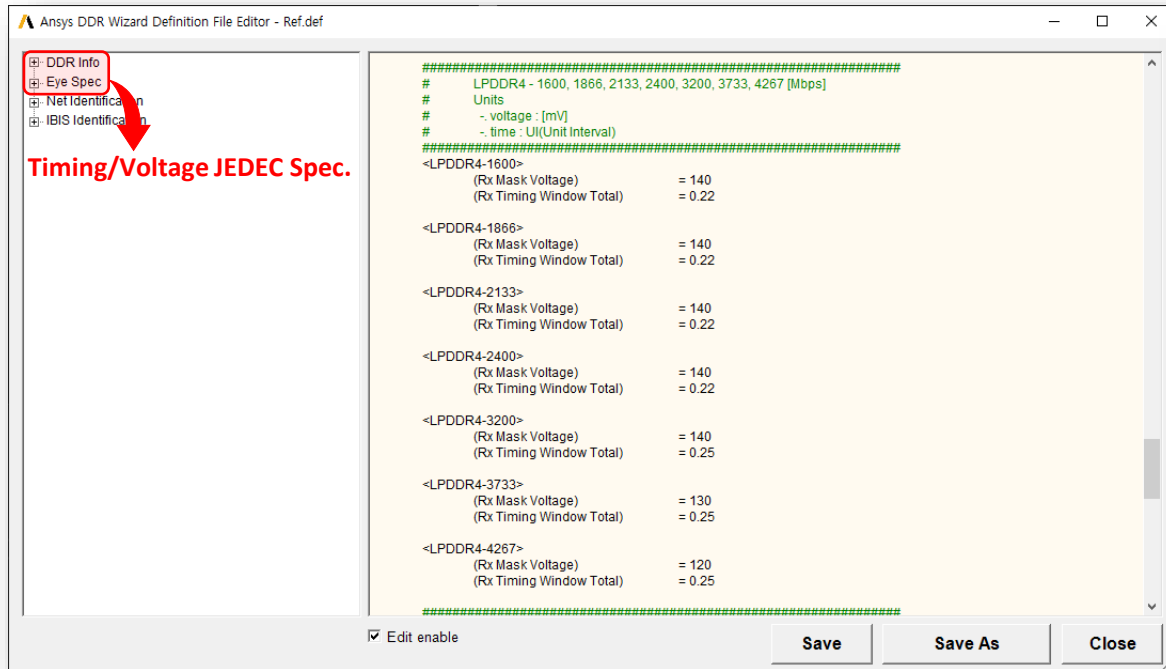 Ansys DDR Wizard Definition File Editor - Ref.def
DDR Info
Eye Spec
Net Identification
IBIS Identification
Timing/Voltage JEDEC Spec.
################################################################
# LPDDR4 - 1600, 1866, 2133, 2400, 3200, 3733, 4267 [Mbps]
# Units
# -. voltage : [mV]
# -. time : UI(Unit Interval)
################################################################
<LPDDR4-1600>
(Rx Mask Voltage) = 140
(Rx Timing Window Total) = 0.22
<LPDDR4-1866>
(Rx Mask Voltage) = 140
(Rx Timing Window Total) = 0.22
<LPDDR4-2133>
(Rx Mask Voltage) = 140
(Rx Timing Window Total) = 0.22
<LPDDR4-2400>
(Rx Mask Voltage) = 140
(Rx Timing Window Total) = 0.22
<LPDDR4-3200>
(Rx Mask Voltage) = 140
(Rx Timing Window Total) = 0.25
<LPDDR4-3733>
(Rx Mask Voltage) = 130
(Rx Timing Window Total) = 0.25
<LPDDR4-4267>
(Rx Mask Voltage) = 120
(Rx Timing Window Total) = 0.25
################################################################
Edit enable
Save
Save As
Close